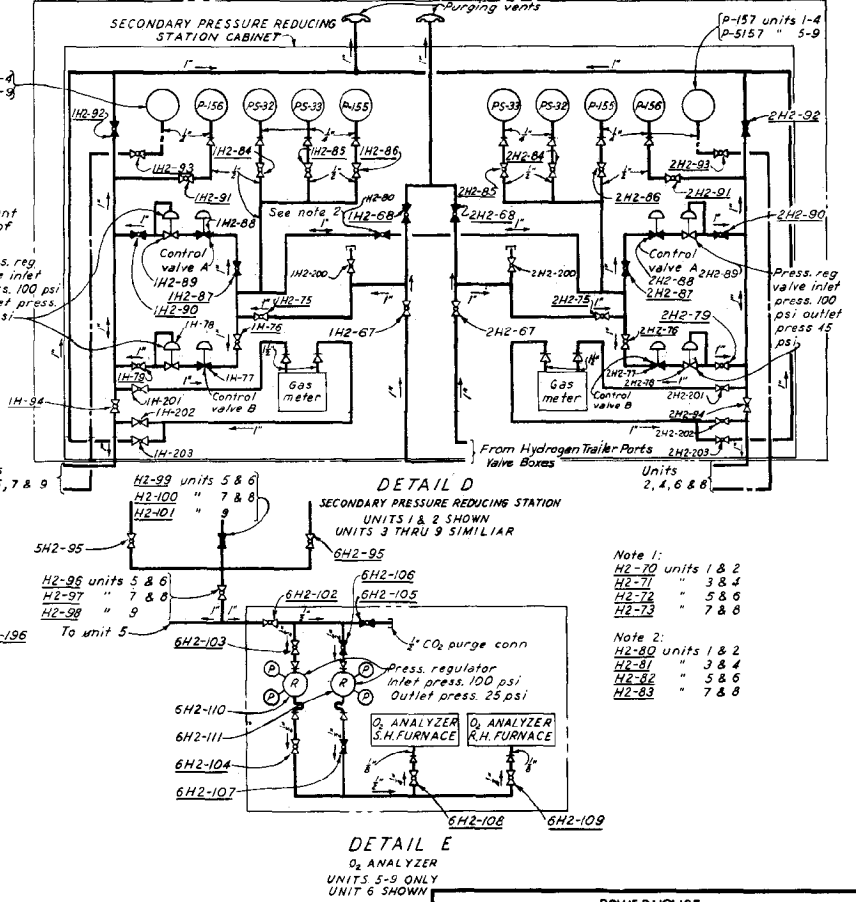 Purging vents
SECONDARY PRESSURE REDUCING
STATION CABINET
P-157 units 1-4
P-5157 " 5-9
1"
1"
P-156
PS-32
PS-33
P-155
PS-33
PS-32
P-155
P-156
1H2-92
1H2-84
1H2-85
1H2-86
2H2-84
2H2-92
1H2-93
1H2-91
1H2-80
2H2-85
2H2-86
2H2-93
2H2-91
See note 2
1H2-68
2H2-68
1H2-88
2H2-90
Control
valve A
1H2-89
1H2-87
1H2-90
1H2-200
2H2-200
Control
valve A
2H2-88
2H2-87
2H2-89
Press. reg
valve inlet
press. 100
psi outlet
press 45
psi
1H2-75
2H2-75
1H-78
1H-76
1H2-67
2H2-67
2H2-76
2H2-79
1H-79
1H-77
2H2-77
2H2-78
1H-201
Control
valve B
Gas
meter
Gas
meter
Control
valve B
2H2-201
1H-94
1H-202
2H2-94
2H2-202
1H-203
2H2-203
From Hydrogen Trailer Ports
Valve Boxes
, 7 & 9
Units
2, 4, 6 & 8
DETAIL D
SECONDARY PRESSURE REDUCING STATION
UNITS 1 & 2 SHOWN
UNITS 3 THRU 9 SIMILIAR
H2-99 units 5 & 6
H2-100 " 7 & 8
H2-101 " 9
5H2-95
6H2-95
H2-96 units 5 & 6
H2-97 " 7 & 8
H2-98 " 9
To unit 5
-196
6H2-102
6H2-106
6H2-105
6H2-103
½" CO₂ purge conn
P
P
P
P
R
R
Press. regulator
Inlet press. 100 psi
Outlet press. 25 psi
6H2-110
6H2-111
6H2-104
6H2-107
O₂ ANALYZER
S.H. FURNACE
O₂ ANALYZER
R.H. FURNACE
6H2-108
6H2-109
DETAIL E
O₂ ANALYZER
UNITS 5-9 ONLY
UNIT 6 SHOWN
Note 1:
H2-70 units 1 & 2
H2-71 " 3 & 4
H2-72 " 5 & 6
H2-73 " 7 & 8
Note 2:
H2-80 units 1 & 2
H2-81 " 3 & 4
H2-82 " 5 & 6
H2-83 " 7 & 8